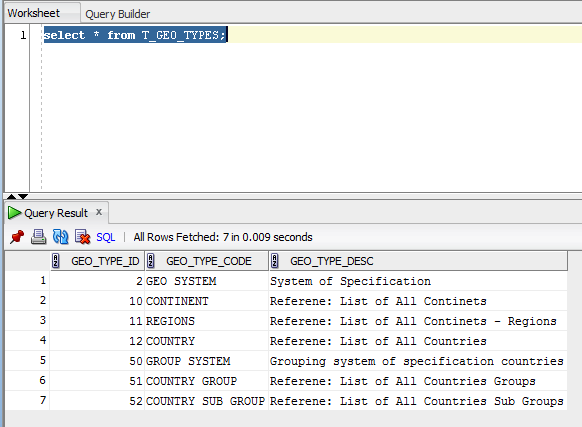 Worksheet Query Builder
1 select * from T_GEO_TYPES;
Query Result x
SQL | All Rows Fetched: 7 in 0.009 seconds
GEO_TYPE_ID GEO_TYPE_CODE GEO_TYPE_DESC
1 2 GEO SYSTEM System of Specification
2 10 CONTINENT Referene: List of All Continets
3 11 REGIONS Referene: List of All Continets - Regions
4 12 COUNTRY Referene: List of All Countries
5 50 GROUP SYSTEM Grouping system of specification countries
6 51 COUNTRY GROUP Referene: List of All Countries Groups
7 52 COUNTRY SUB GROUP Referene: List of All Countries Sub Groups